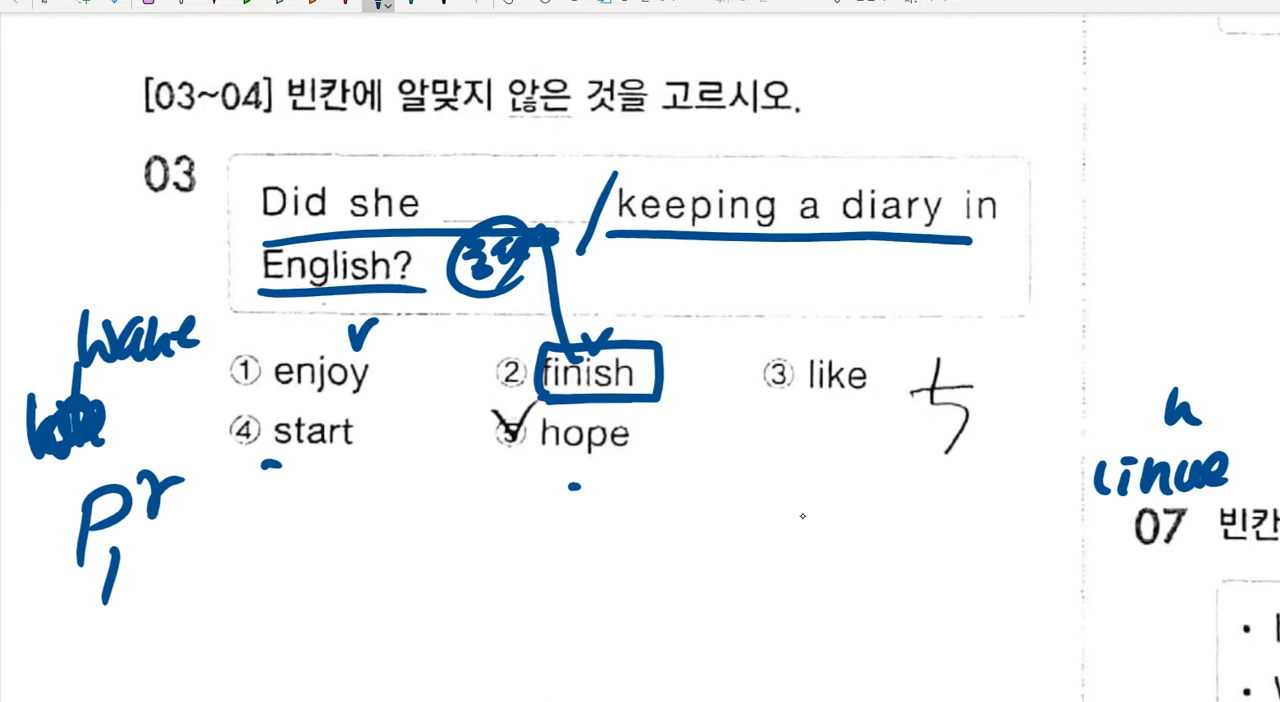 [03~04] 빈칸에 알맞지 않은 것을 고르시오.
03
Did she ________ / keeping a diary in
English?
① enjoy ② finish ③ like
④ start ⑤ hope
07 빈칸